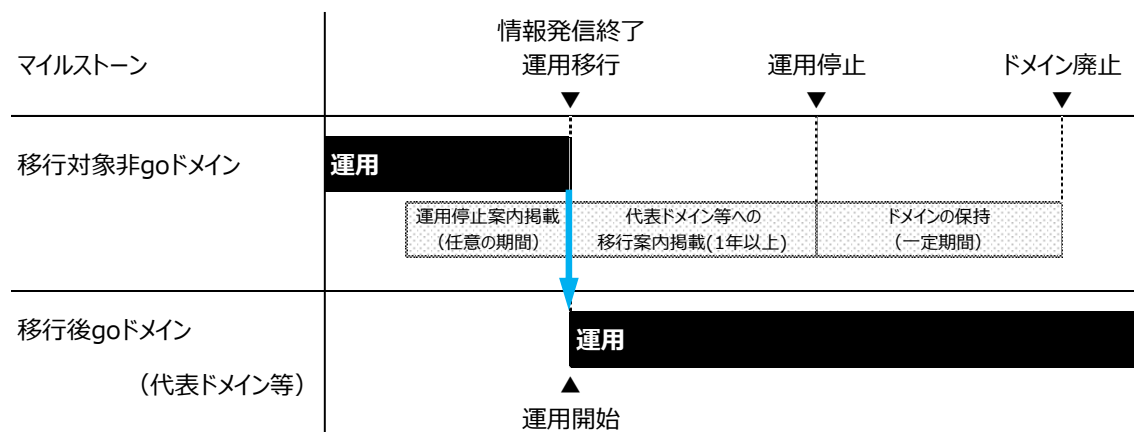 情報発信終了
マイルストーン 運用移行 運用停止 ドメイン廃止
▼ ▼ ▼
移行対象非goドメイン 運用
運用停止案内掲載 代表ドメイン等への ドメインの保持
（任意の期間） 移行案内掲載(1年以上) （一定期間）
移行後goドメイン 運用
（代表ドメイン等） ▲
運用開始